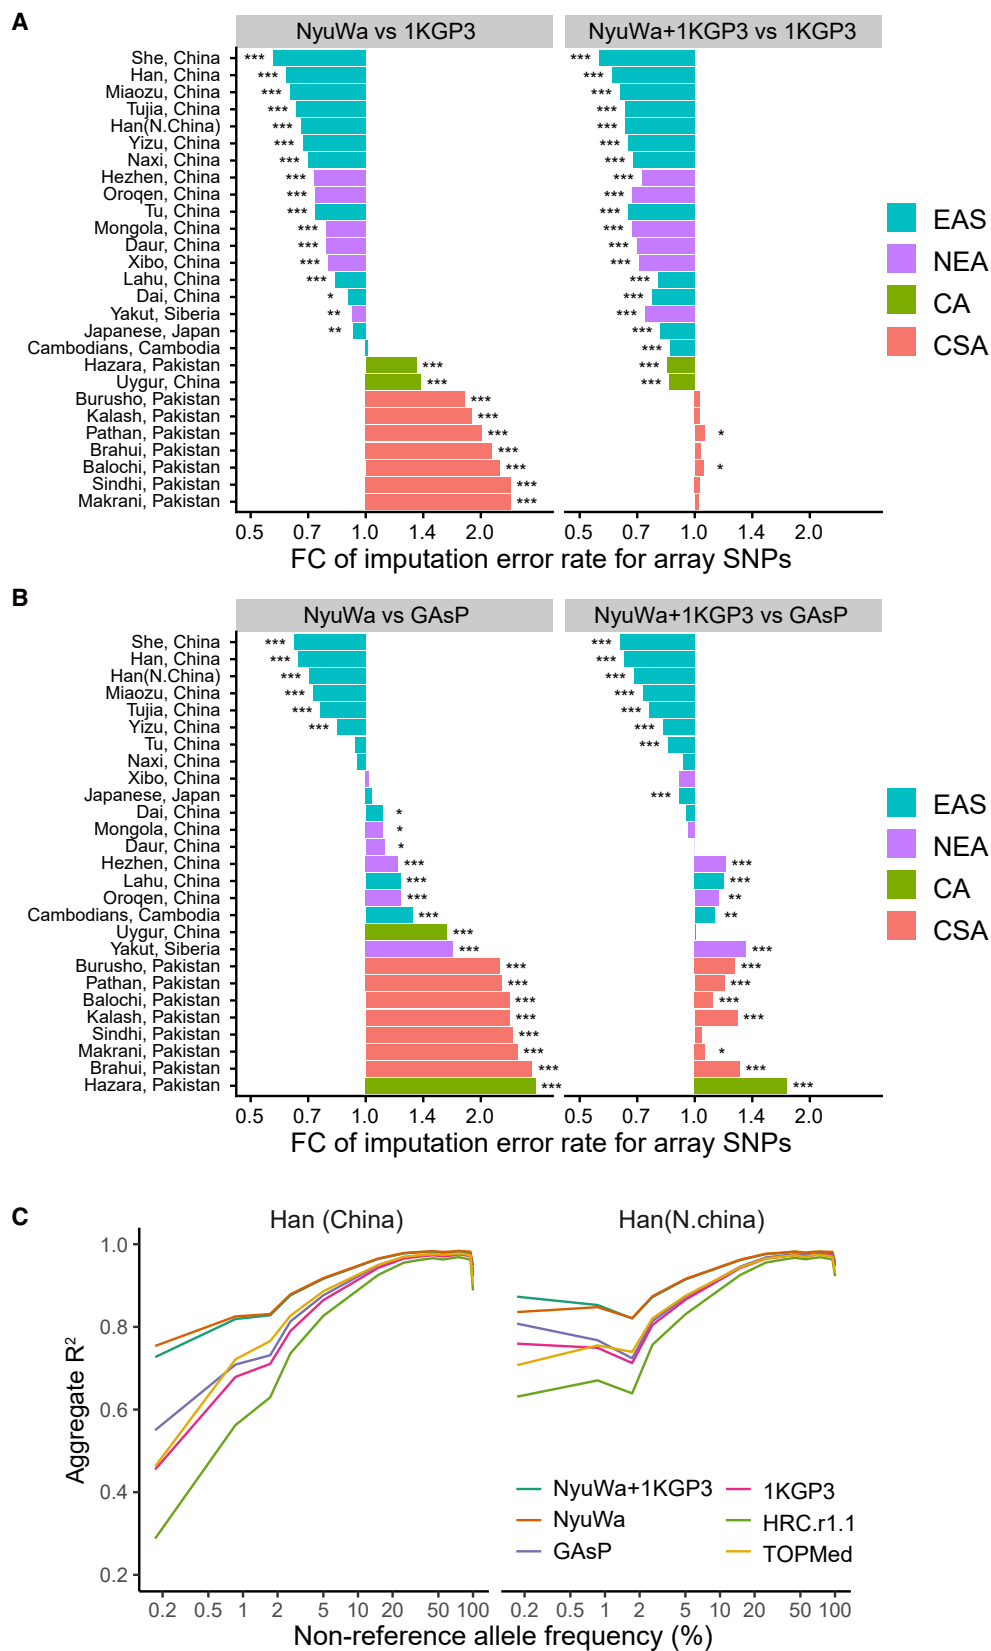 A
NyuWa vs 1KGP3
NyuWa+1KGP3 vs 1KGP3
She, China *** ***
Han, China *** ***
Miaozu, China *** ***
Tujia, China *** ***
Han(N.China) *** ***
Yizu, China *** ***
Naxi, China *** ***
Hezhen, China *** ***
Oroqen, China *** ***
Tu, China *** ***
Mongola, China *** ***
Daur, China *** ***
Xibo, China *** ***
Lahu, China *** ***
Dai, China * ***
Yakut, Siberia ** ***
Japanese, Japan ** ***
Cambodians, Cambodia ***
Hazara, Pakistan *** ***
Uygur, China *** ***
Burusho, Pakistan ***
Kalash, Pakistan ***
Pathan, Pakistan *** *
Brahui, Pakistan ***
Balochi, Pakistan *** *
Sindhi, Pakistan ***
Makrani, Pakistan ***
0.5 0.7 1.0 1.4 2.0
0.5 0.7 1.0 1.4 2.0
FC of imputation error rate for array SNPs
EAS
NEA
CA
CSA
B
NyuWa vs GAsP
NyuWa+1KGP3 vs GAsP
She, China *** ***
Han, China *** ***
Han(N.China) *** ***
Miaozu, China *** ***
Tujia, China *** ***
Yizu, China *** ***
Tu, China ***
Naxi, China
Xibo, China
Japanese, Japan ***
Dai, China *
Mongola, China *
Daur, China *
Hezhen, China *** ***
Lahu, China *** ***
Oroqen, China *** **
Cambodians, Cambodia *** **
Uygur, China ***
Yakut, Siberia *** ***
Burusho, Pakistan *** ***
Pathan, Pakistan *** ***
Balochi, Pakistan *** ***
Kalash, Pakistan *** ***
Sindhi, Pakistan ***
Makrani, Pakistan *** *
Brahui, Pakistan *** ***
Hazara, Pakistan *** ***
0.5 0.7 1.0 1.4 2.0
0.5 0.7 1.0 1.4 2.0
FC of imputation error rate for array SNPs
EAS
NEA
CA
CSA
C
Han (China)
Han(N.china)
Aggregate R²
1.0
0.8
0.6
0.4
0.2
NyuWa+1KGP3
NyuWa
GAsP
1KGP3
HRC.r1.1
TOPMed
0.2 0.5 1 2 5 10 20 50 100
0.2 0.5 1 2 5 10 20 50 100
Non-reference allele frequency (%)